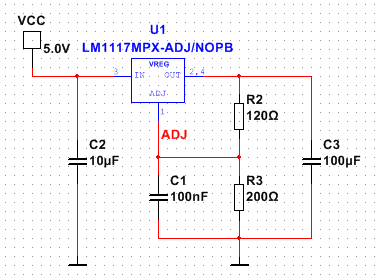 VCC
5.0V
U1
LM1117MPX-ADJ/NOPB
VREG
3
IN
OUT
2,4
ADJ
1
ADJ
R2
120Ω
C2
10µF
C3
100µF
C1
100nF
R3
200Ω